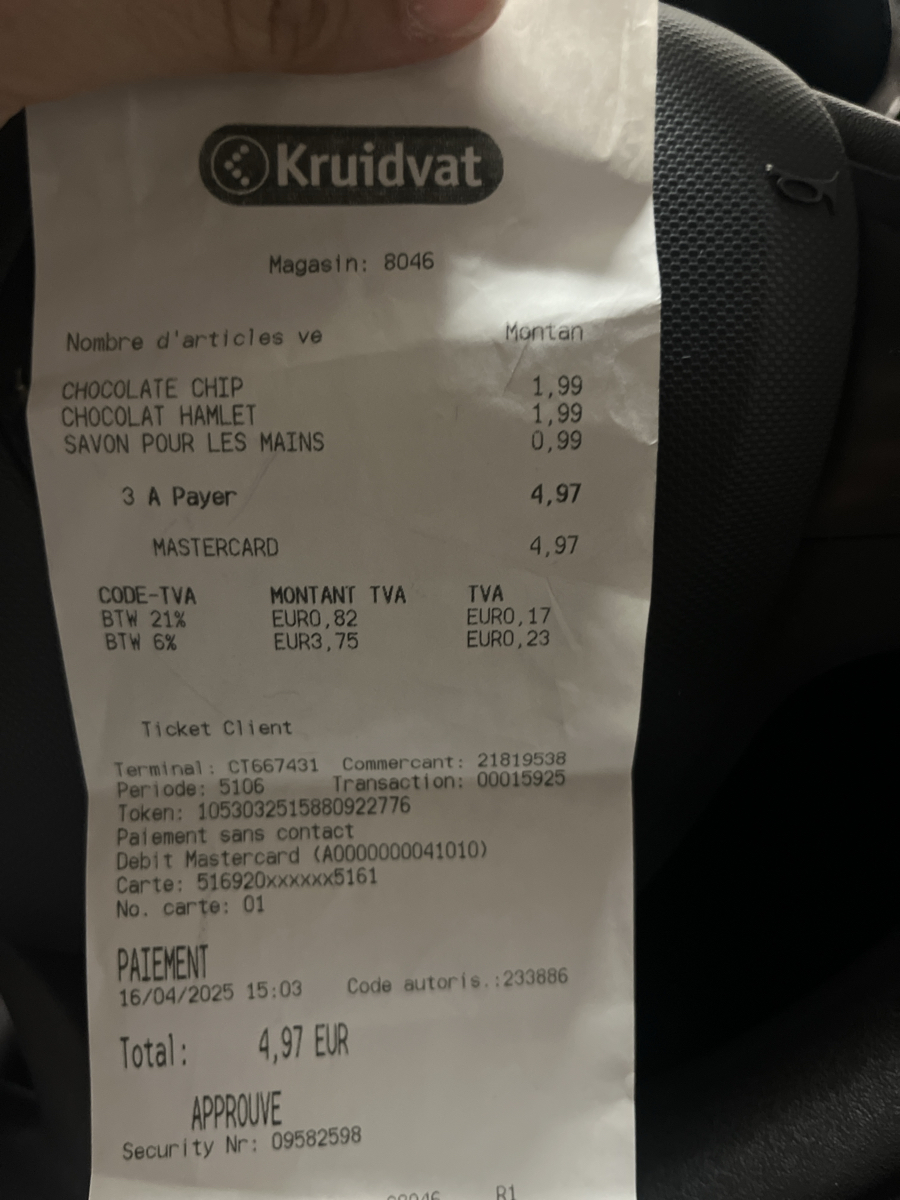 Kruidvat
Magasin: 8046
Nombre d'articles ve Montan
CHOCOLATE CHIP 1,99
CHOCOLAT HAMLET 1,99
SAVON POUR LES MAINS 0,99
3 A Payer 4,97
MASTERCARD 4,97
CODE-TVA MONTANT TVA TVA
BTW 21% EUR0,82 EUR0,17
BTW 6% EUR3,75 EUR0,23
Ticket Client
Terminal: CT667431 Commercant: 21819538
Periode: 5106 Transaction: 00015925
Token: 1053032515880922776
Paiement sans contact
Debit Mastercard (A0000000041010)
Carte: 516920xxxxxx5161
No. carte: 01
PAIEMENT
16/04/2025 15:03 Code autoris.:233886
Total: 4,97 EUR
APPROUVE
Security Nr: 09582598
R1